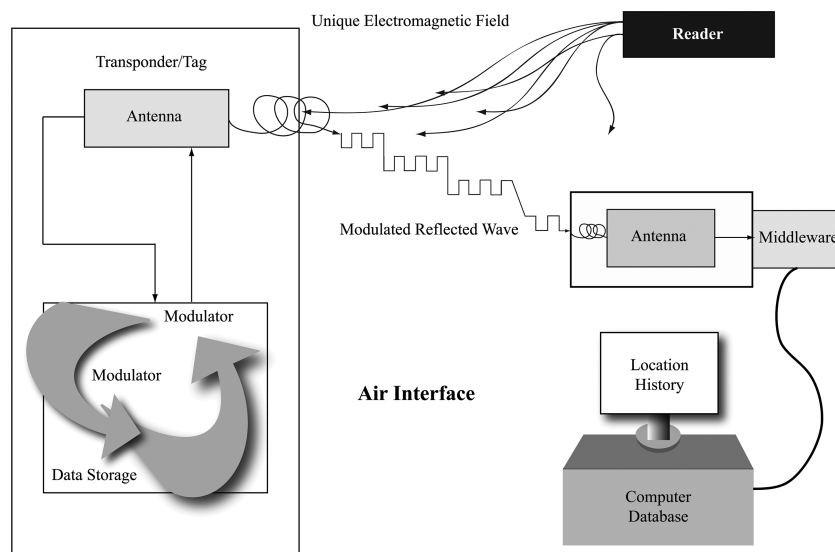 Unique Electromagnetic Field
Reader
Transponder/Tag
Antenna
Modulated Reflected Wave
Antenna
Middleware
Modulator
Modulator
Data Storage
Air Interface
Location
History
Computer
Database